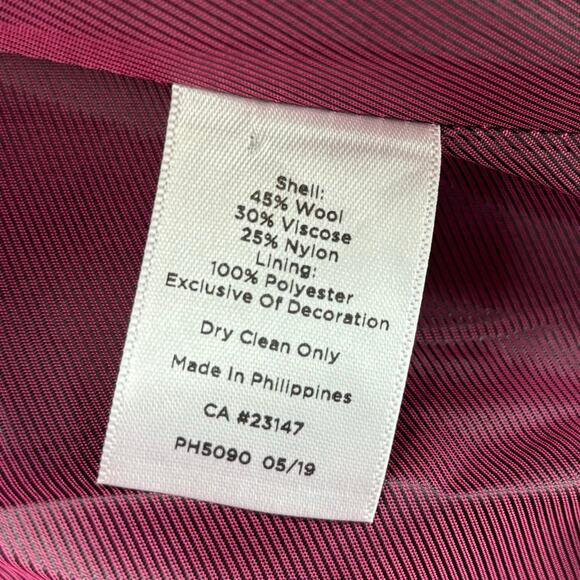 Shell:
45% Wool
30% Viscose
25% Nylon
Lining:
100% Polyester
Exclusive Of Decoration
Dry Clean Only
Made In Philippines
CA #23147
PH5090 05/19